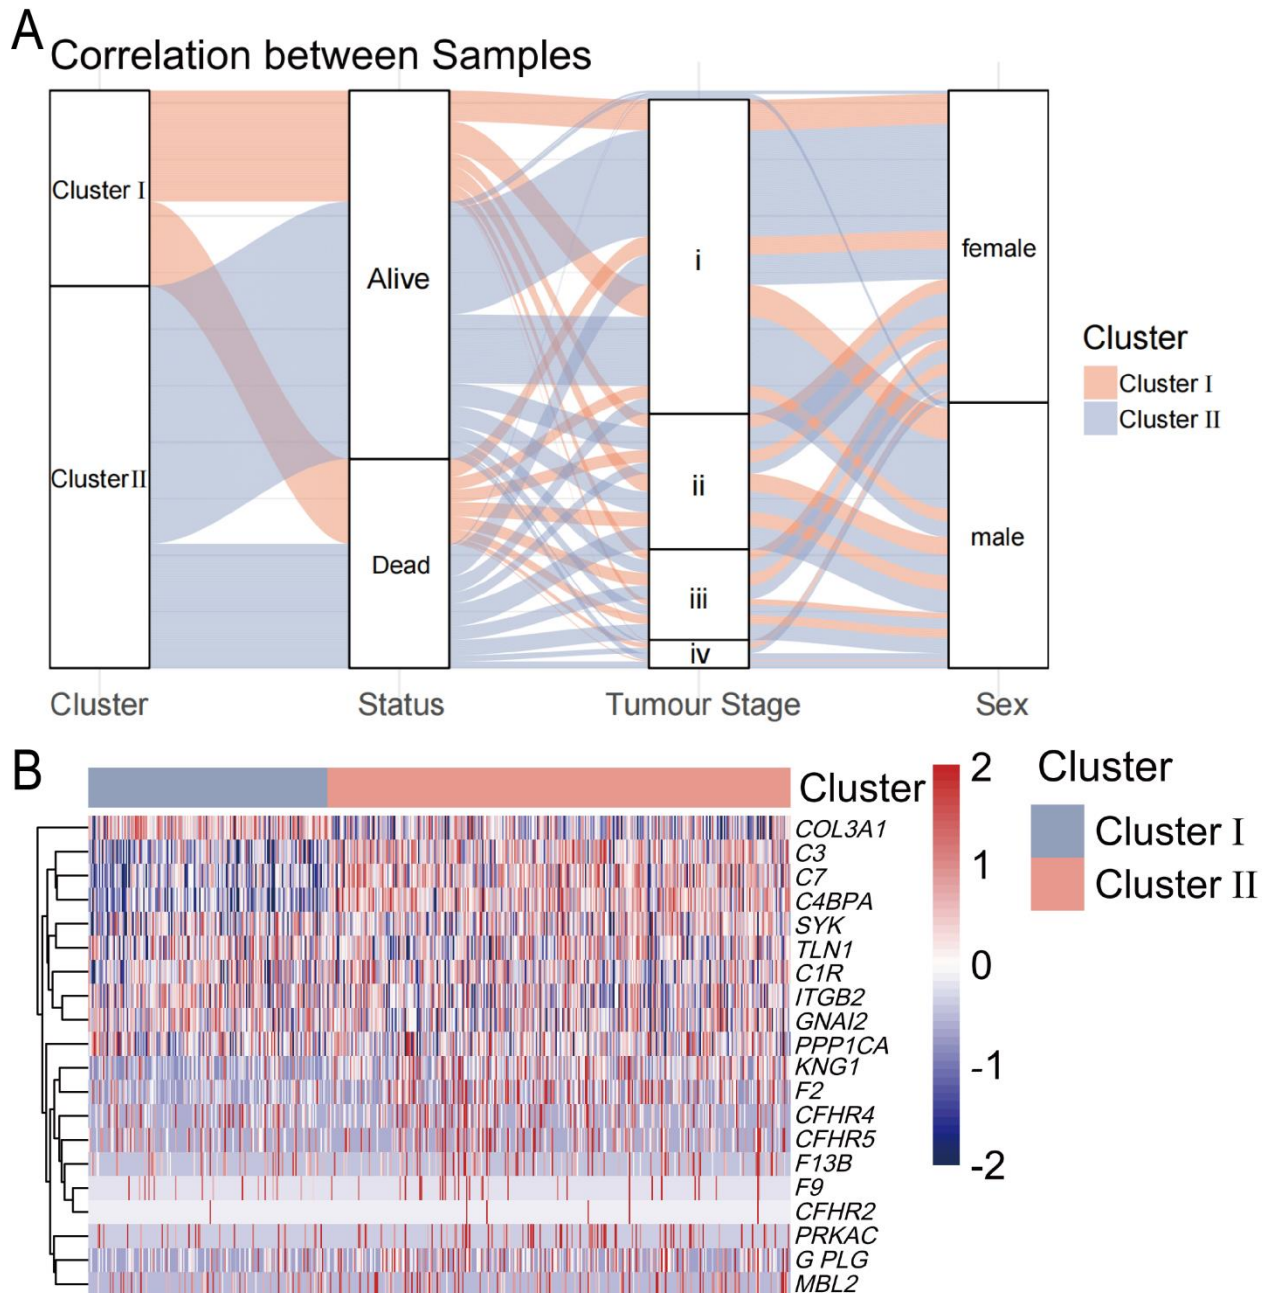 A
Correlation between Samples
Cluster I
Cluster II
Alive
Dead
i
ii
iii
iv
female
male
Cluster
Cluster I
Cluster II
Cluster
Status
Tumour Stage
Sex
B
Cluster
COL3A1
C3
C7
C4BPA
SYK
TLN1
C1R
ITGB2
GNAI2
PPP1CA
KNG1
F2
CFHR4
CFHR5
F13B
F9
CFHR2
PRKAC
G PLG
MBL2
2
1
0
-1
-2
Cluster
Cluster I
Cluster II